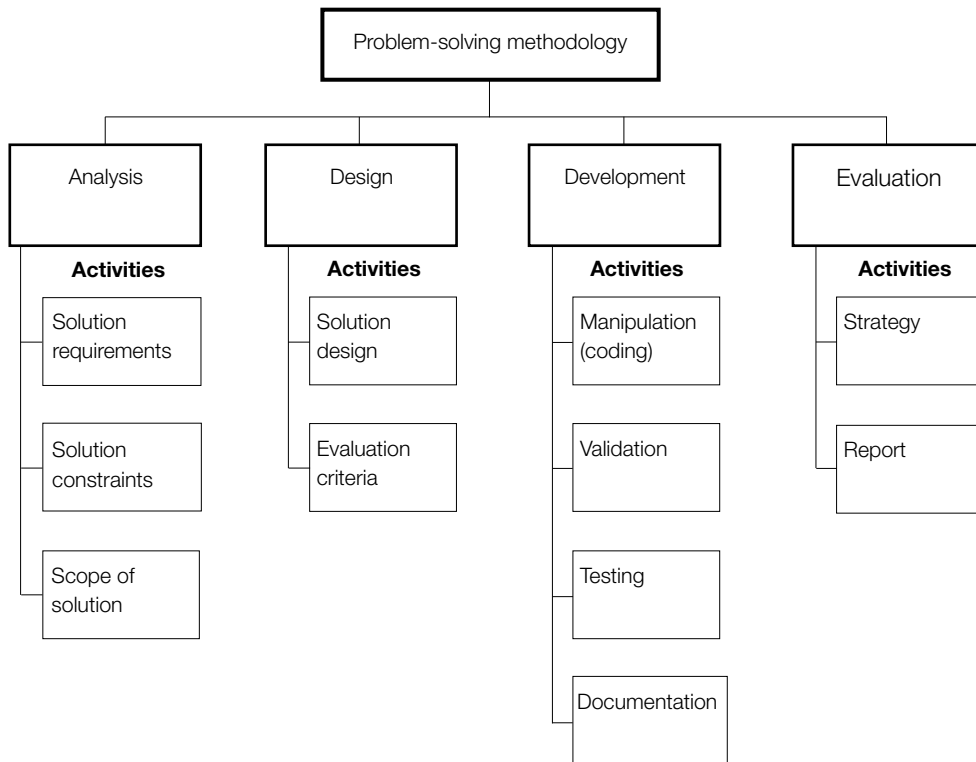 Problem-solving methodology
Analysis
Activities
Solution
requirements
Solution
constraints
Scope of
solution
Design
Activities
Solution
design
Evaluation
criteria
Development
Activities
Manipulation
(coding)
Validation
Testing
Documentation
Evaluation
Activities
Strategy
Report